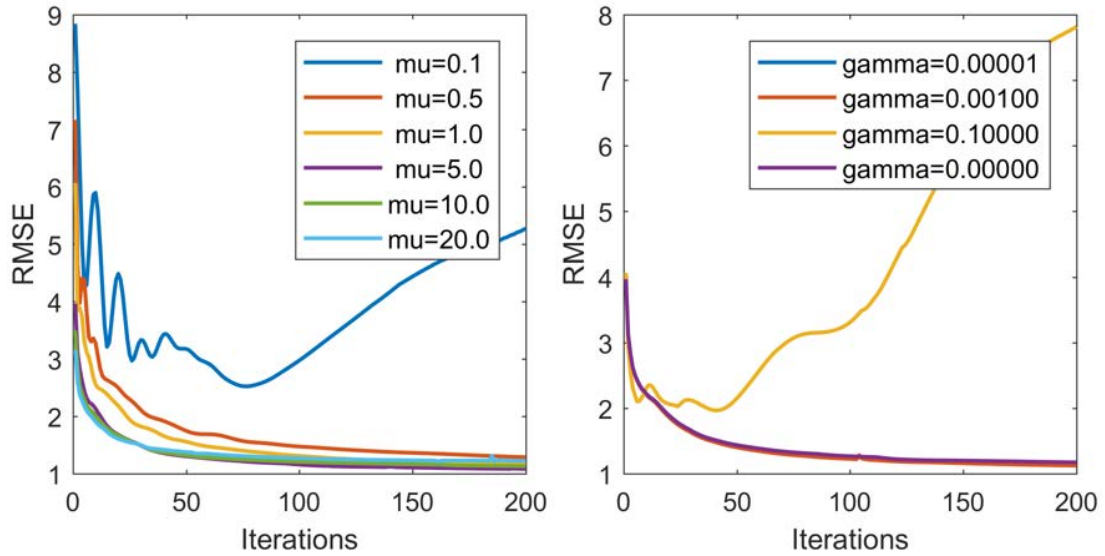 9
8
7
6
5
4
3
2
1
RMSE
0
50
100
150
200
Iterations
mu=0.1
mu=0.5
mu=1.0
mu=5.0
mu=10.0
mu=20.0
8
7
6
5
4
3
2
1
RMSE
0
50
100
150
200
Iterations
gamma=0.00001
gamma=0.00100
gamma=0.10000
gamma=0.00000